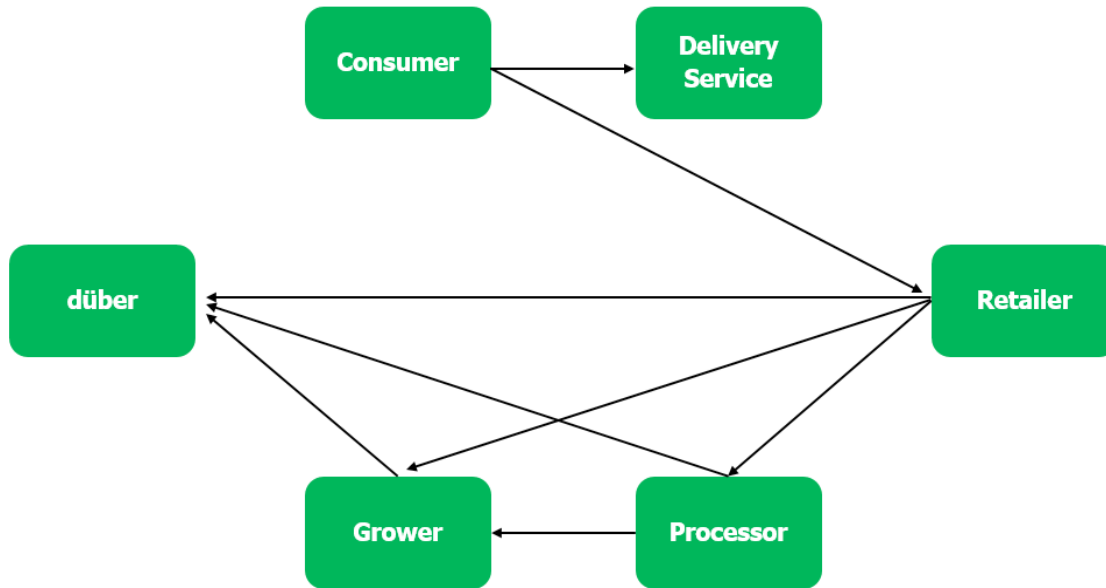 Consumer
Delivery
Service
düber
Retailer
Grower
Processor